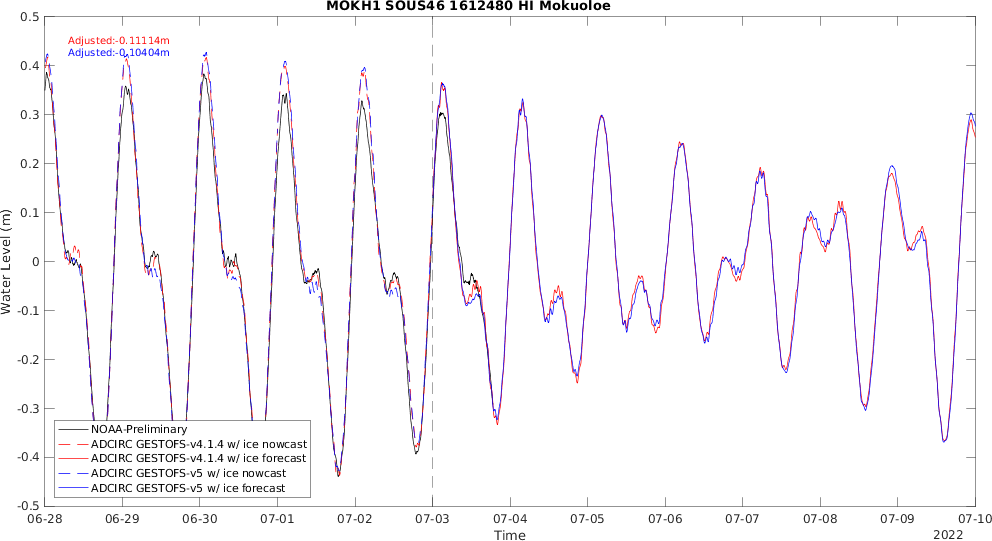 MOKH1 SOUS46 1612480 HI Mokuoloe
Adjusted:-0.11114m
Adjusted:-0.10404m
0.5
0.4
0.3
0.2
0.1
0
-0.1
-0.2
-0.3
-0.4
-0.5
Water Level (m)
NOAA-Preliminary
ADCIRC GESTOFS-v4.1.4 w/ ice nowcast
ADCIRC GESTOFS-v4.1.4 w/ ice forecast
ADCIRC GESTOFS-v5 w/ ice nowcast
ADCIRC GESTOFS-v5 w/ ice forecast
06-28 06-29 06-30 07-01 07-02 07-03 07-04 07-05 07-06 07-07 07-08 07-09 07-10
Time
2022